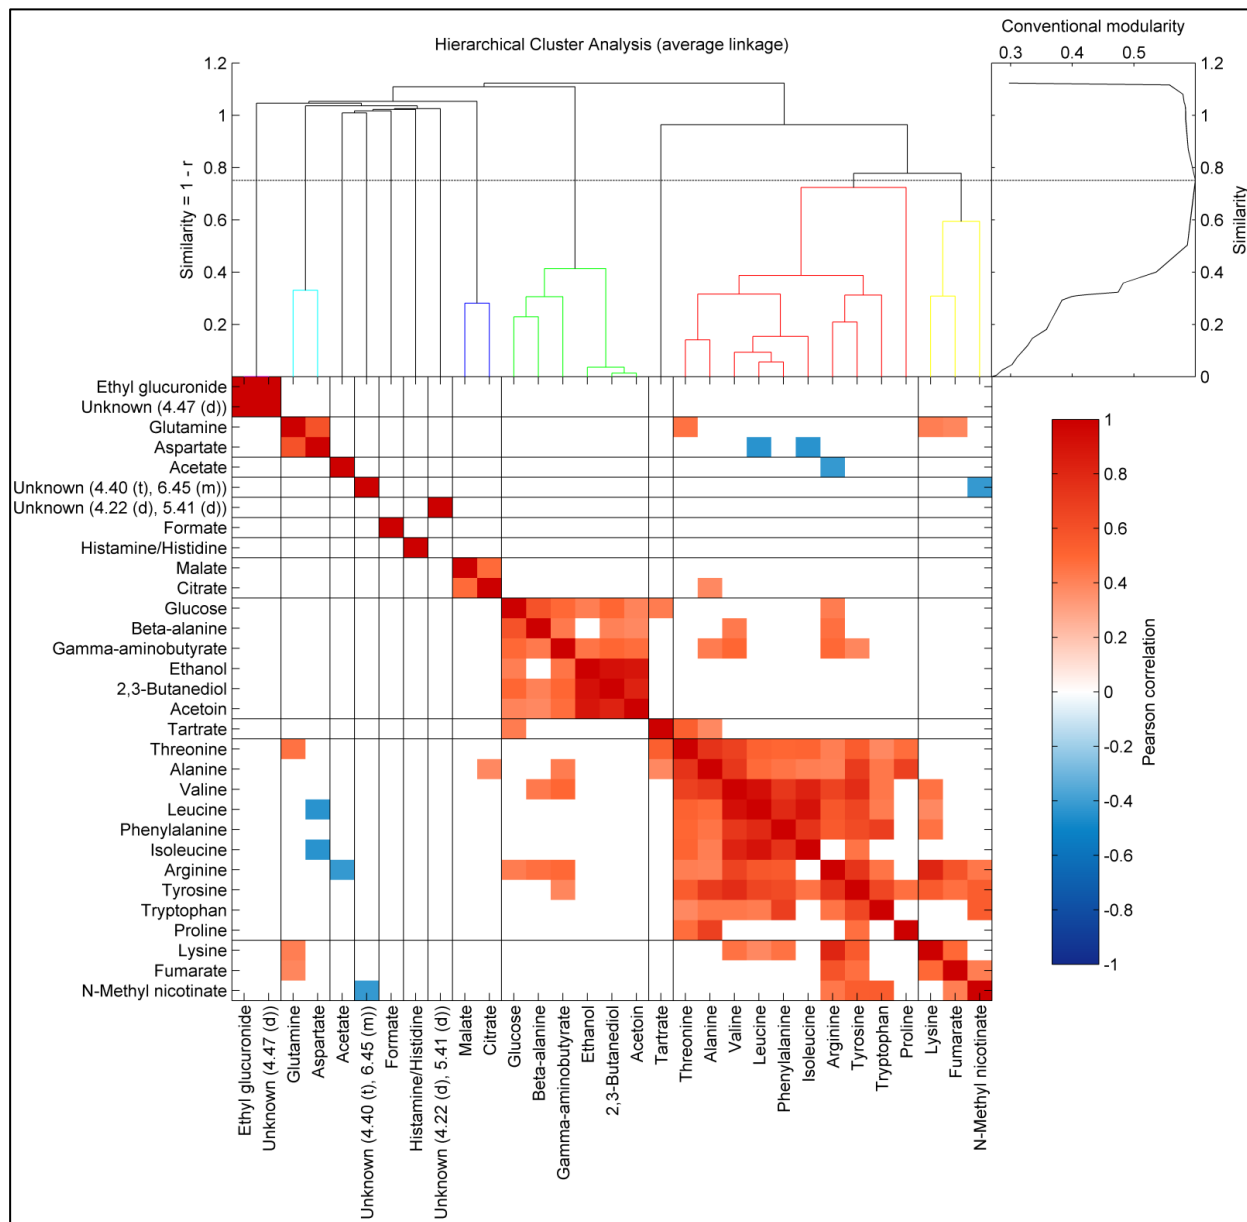 Conventional modularity
Hierarchical Cluster Analysis (average linkage)
0.3 0.4 0.5
1.2 1.2
1 1
0.8 0.8
0.6 0.6
0.4 0.4
0.2 0.2
0
Similarity = 1 - r
Similarity
Ethyl glucuronide
Unknown (4.47 (d))
Glutamine
Aspartate
Acetate
Unknown (4.40 (t), 6.45 (m))
Unknown (4.22 (d), 5.41 (d))
Formate
Histamine/Histidine
Malate
Citrate
Glucose
Beta-alanine
Gamma-aminobutyrate
Ethanol
2,3-Butanediol
Acetoin
Tartrate
Threonine
Alanine
Valine
Leucine
Phenylalanine
Isoleucine
Arginine
Tyrosine
Tryptophan
Proline
Lysine
Fumarate
N-Methyl nicotinate
1
0.8
0.6
0.4
0.2
0
-0.2
-0.4
-0.6
-0.8
-1
Pearson correlation
Ethyl glucuronide
Unknown (4.47 (d))
Glutamine
Aspartate
Acetate
Unknown (4.40 (t), 6.45 (m))
Formate
Histamine/Histidine
Unknown (4.22 (d), 5.41 (d))
Malate
Citrate
Glucose
Beta-alanine
Gamma-aminobutyrate
Ethanol
2,3-Butanediol
Acetoin
Tartrate
Threonine
Alanine
Valine
Leucine
Phenylalanine
Isoleucine
Arginine
Tyrosine
Tryptophan
Proline
Lysine
Fumarate
N-Methyl nicotinate